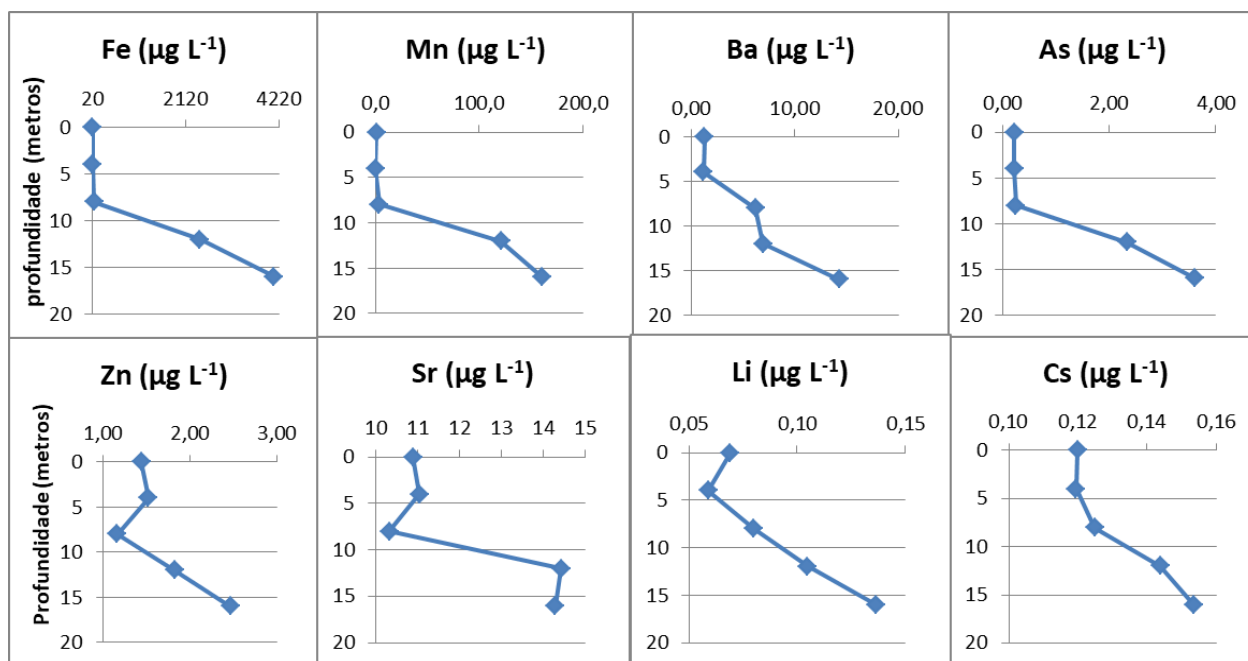 Fe (µg L⁻¹)
20 2120 4220
profundidade (metros)
0
5
10
15
20
Mn (µg L⁻¹)
0,0 100,0 200,0
0
5
10
15
20
Ba (µg L⁻¹)
0,00 10,00 20,00
0
5
10
15
20
As (µg L⁻¹)
0,00 2,00 4,00
0
5
10
15
20
Zn (µg L⁻¹)
1,00 2,00 3,00
Profundidade (metros)
0
5
10
15
20
Sr (µg L⁻¹)
10 11 12 13 14 15
0
5
10
15
20
Li (µg L⁻¹)
0,05 0,10 0,15
0
5
10
15
20
Cs (µg L⁻¹)
0,10 0,12 0,14 0,16
0
5
10
15
20